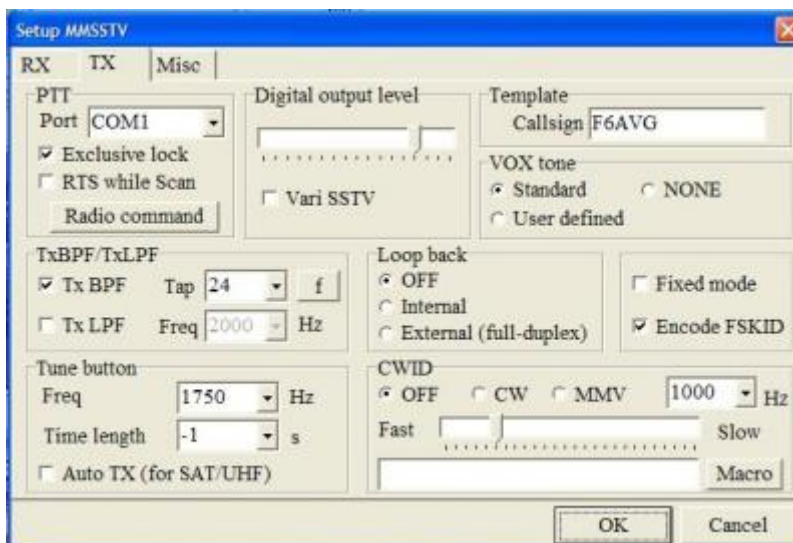 Setup MMSSTV
RX TX Misc
PTT
Port COM1
Exclusive lock
RTS while Scan
Radio command
Digital output level
Vari SSTV
Template
Callsign F6AVG
VOX tone
Standard NONE
User defined
TxBPF/TxLPF
Tx BPF Tap 24 f
Tx LPF Freq 2000 Hz
Loop back
OFF
Internal
External (full-duplex)
Fixed mode
Encode FSKID
Tune button
Freq 1750 Hz
Time length -1 s
Auto TX (for SAT/UHF)
CWID
OFF CW MMV 1000 Hz
Fast Slow
Macro
OK Cancel